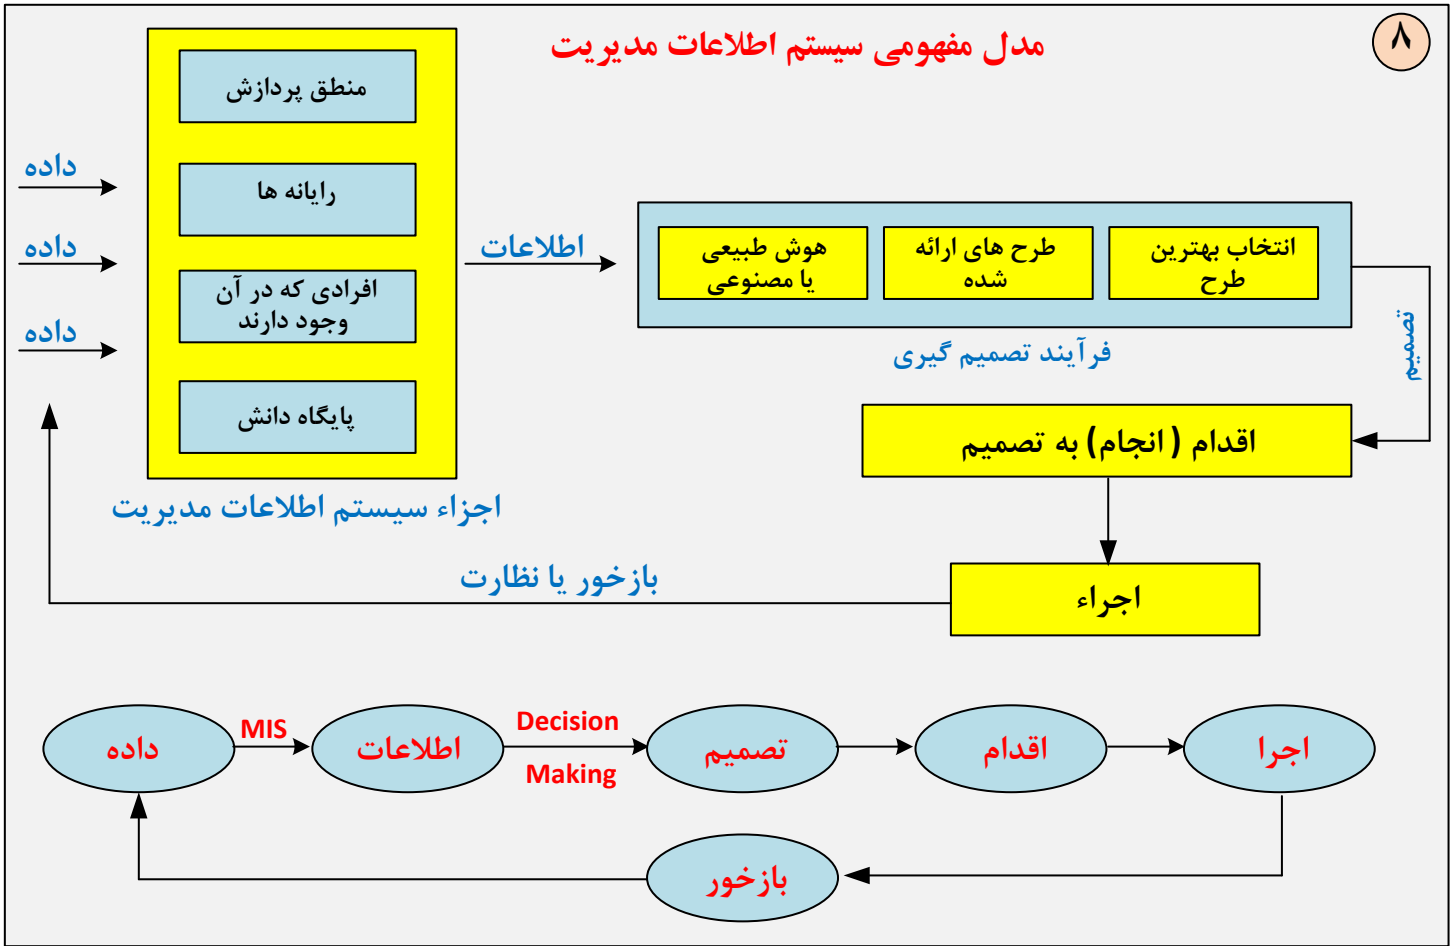 ۸
مدل مفهومی سیستم اطلاعات مدیریت
منطق پردازش
رایانه ها
افرادی که در آن
وجود دارند
پایگاه دانش
اجزاء سیستم اطلاعات مدیریت
داده
داده
داده
اطلاعات
هوش طبیعی
یا مصنوعی
طرح های ارائه
شده
انتخاب بهترین
طرح
فرآیند تصمیم گیری
تصمیم
اقدام ( انجام) به تصمیم
اجراء
بازخور یا نظارت
داده
MIS
اطلاعات
Decision
Making
تصمیم
اقدام
اجرا
بازخور